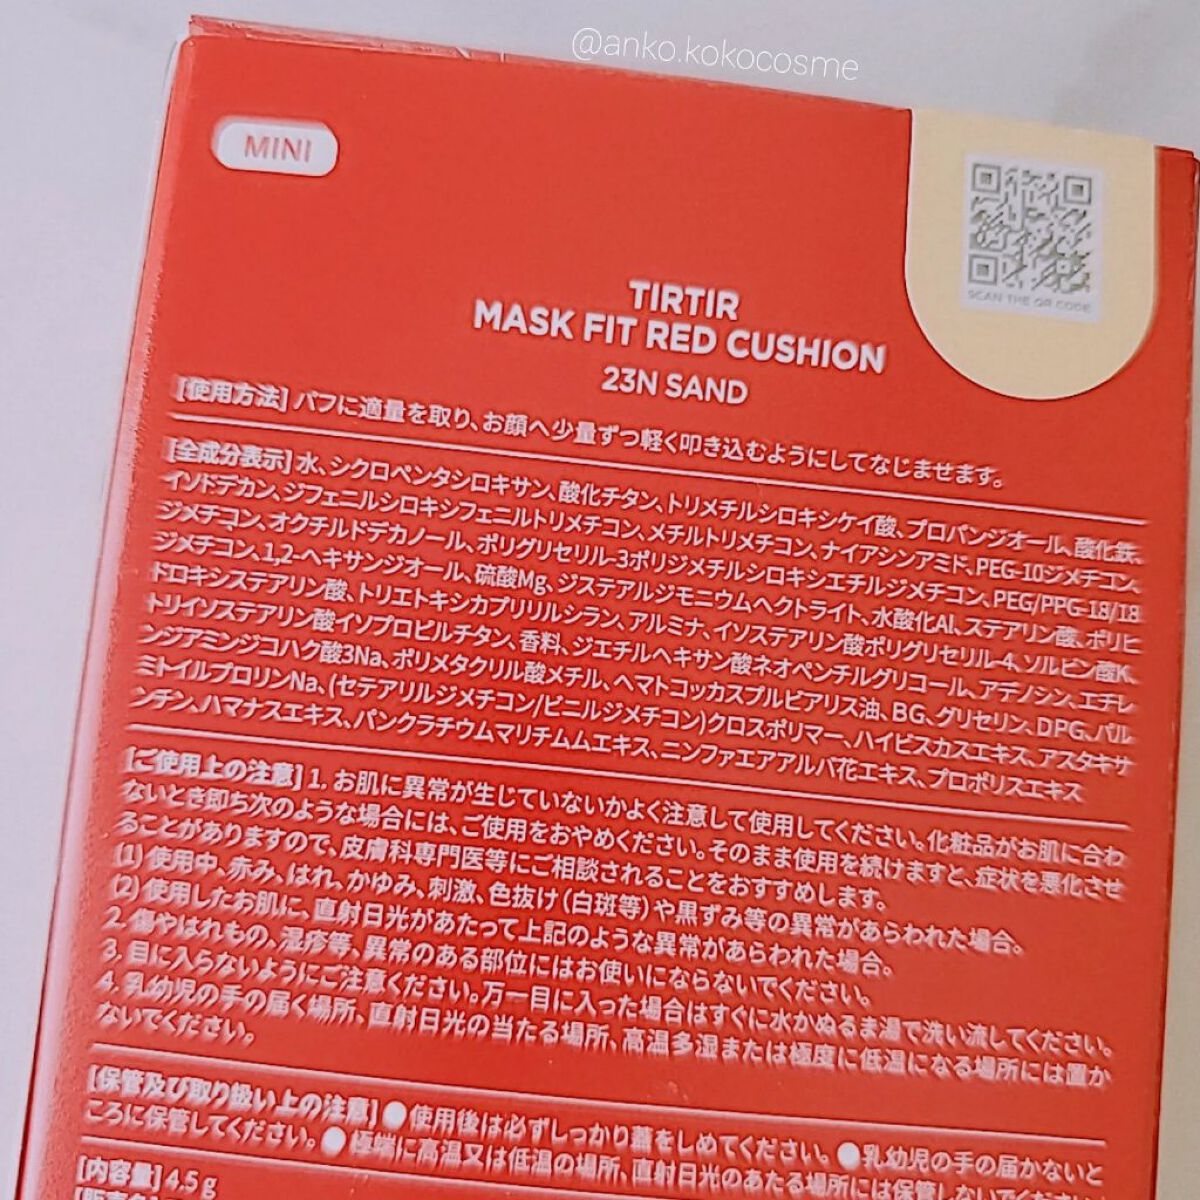 @anko.kokocosme
MINI
SCAN THE QR CODE
TIRTIR
MASK FIT RED CUSHION
23N SAND
[使用方法] パフに適量を取り、お顔へ少量ずつ軽く叩き込むようにしてなじませます。
[全成分表示] 水、シクロペンタシロキサン、酸化チタン、トリメチルシロキシケイ酸、プロパンジオール、酸化鉄、
イソドデカン、ジフェニルシロキシフェニルトリメチコン、メチルトリメチコン、ナイアシンアミド、PEG-10ジメチコン、
ジメチコン、オクチルドデカノール、ポリグリセリル-3ポリジメチルシロキシエチルジメチコン、PEG/PPG-18/18
ジメチコン、1,2-ヘキサンジオール、硫酸Mg、ジステアルジモニウムヘクトライト、水酸化Al、ステアリン酸、ポリヒ
ドロキシステアリン酸、トリエトキシカプリリルシラン、アルミナ、イソステアリン酸ポリグリセリル-4、ソルビン酸K、
トリイソステアリン酸イソプロピルチタン、香料、ジエチルヘキサン酸ネオペンチルグリコール、アデノシン、エチレ
ンジアミンジコハク酸3Na、ポリメタクリル酸メチル、ヘマトコッカスプルビアリス油、BG、グリセリン、DPG、パル
ミトイルプロリンNa、(セテアリルジメチコン/ビニルジメチコン)クロスポリマー、ハイビスカスエキス、アスタキサ
ンチン、ハマナスエキス、パンクラチウムマリチムムエキス、ニンファエアアルバ花エキス、プロポリスエキス
[ご使用上の注意] 1. お肌に異常が生じていないかよく注意して使用してください。化粧品がお肌に合わ
ないとき即ち次のような場合には、ご使用をおやめください。そのまま使用を続けますと、症状を悪化させ
ることがありますので、皮膚科専門医等にご相談されることをおすすめします。
(1) 使用中、赤み、はれ、かゆみ、刺激、色抜け(白斑等)や黒ずみ等の異常があらわれた場合。
(2) 使用したお肌に、直射日光があたって上記のような異常があらわれた場合。
2. 傷やはれもの、湿疹等、異常のある部位にはお使いにならないでください。
3. 目に入らないようにご注意ください。万一目に入った場合はすぐに水かぬるま湯で洗い流してください。
4. 乳幼児の手の届く場所、直射日光の当たる場所、高温多湿または極度に低温になる場所には置か
ないでください。
[保管及び取り扱い上の注意] ●使用後は必ずしっかり蓋をしめてください。●乳幼児の手の届かないと
ころに保管してください。●極端に高温又は低温の場所、直射日光のあたる場所には保管しないでください
[内容量] 4.5g